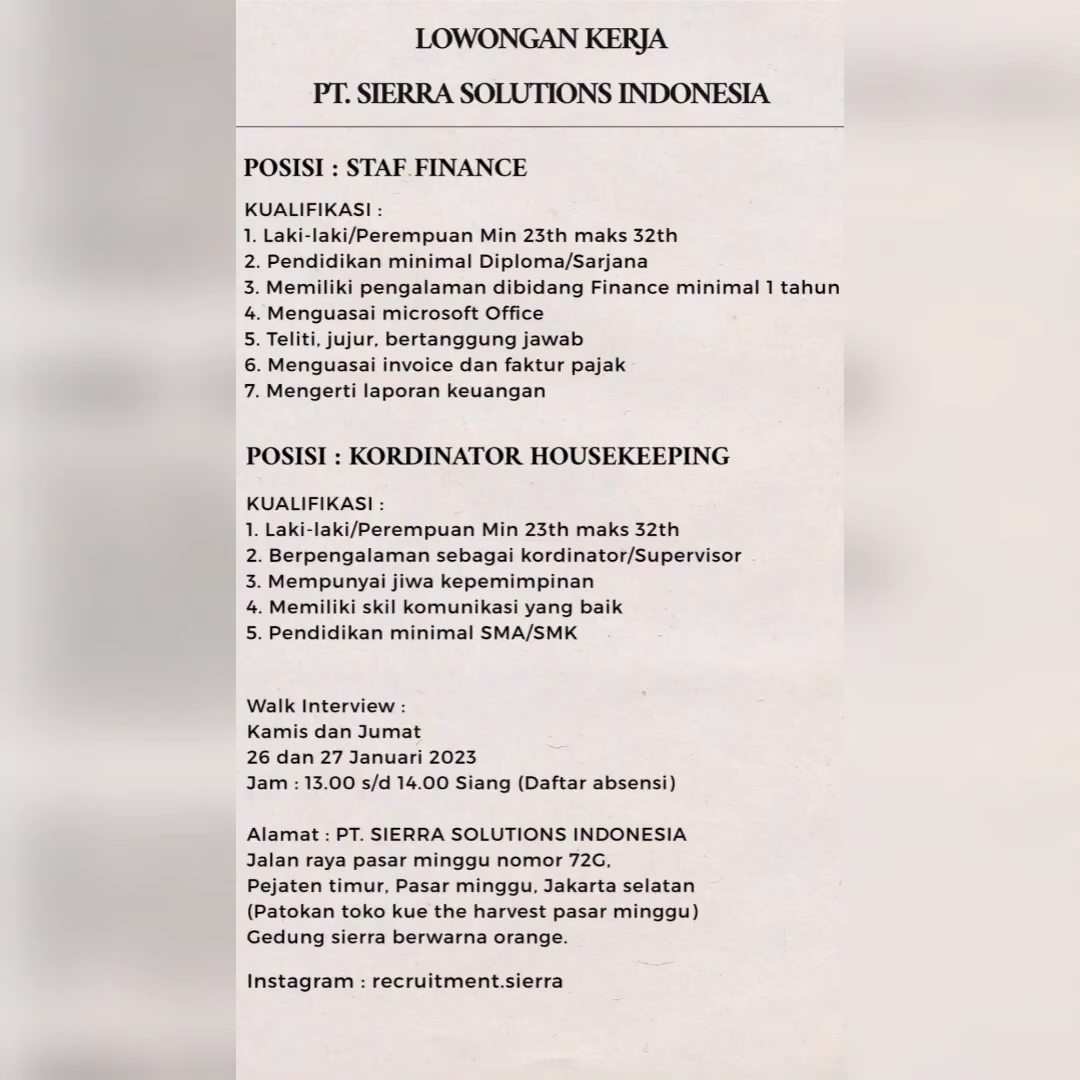 LOWONGAN KERJA
PT. SIERRA SOLUTIONS INDONESIA
POSISI : STAF FINANCE
KUALIFIKASI :
1. Laki-laki/Perempuan Min 23th maks 32th
2. Pendidikan minimal Diploma/Sarjana
3. Memiliki pengalaman dibidang Finance minimal 1 tahun
4. Menguasai microsoft Office
5. Teliti, jujur, bertanggung jawab
6. Menguasai invoice dan faktur pajak
7. Mengerti laporan keuangan
POSISI : KORDINATOR HOUSEKEEPING
KUALIFIKASI :
1. Laki-laki/Perempuan Min 23th maks 32th
2. Berpengalaman sebagai kordinator/Supervisor
3. Mempunyai jiwa kepemimpinan
4. Memiliki skil komunikasi yang baik
5. Pendidikan minimal SMA/SMK
Walk Interview :
Kamis dan Jumat
26 dan 27 Januari 2023
Jam : 13.00 s/d 14.00 Siang (Daftar absensi)
Alamat : PT. SIERRA SOLUTIONS INDONESIA
Jalan raya pasar minggu nomor 72G,
Pejaten timur, Pasar minggu, Jakarta selatan
(Patokan toko kue the harvest pasar minggu)
Gedung sierra berwarna orange.
Instagram : recruitment.sierra